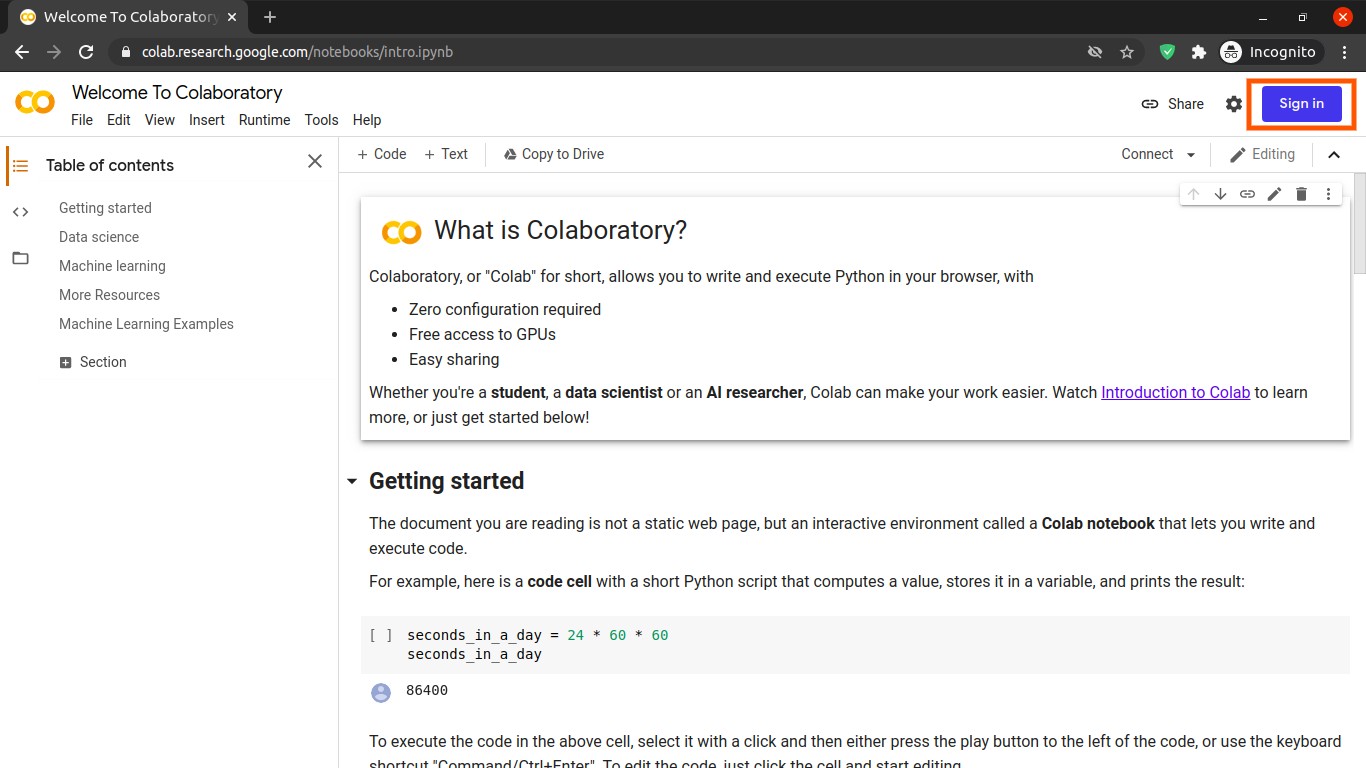 Welcome To Colaboratory
colab.research.google.com/notebooks/intro.ipynb
Incognito
Welcome To Colaboratory
File Edit View Insert Runtime Tools Help
Share
Sign in
Table of contents
+ Code + Text Copy to Drive
Connect
Editing
Getting started
Data science
Machine learning
More Resources
Machine Learning Examples
Section
What is Colaboratory?
Colaboratory, or "Colab" for short, allows you to write and execute Python in your browser, with
• Zero configuration required
• Free access to GPUs
• Easy sharing
Whether you're a student, a data scientist or an AI researcher, Colab can make your work easier. Watch Introduction to Colab to learn
more, or just get started below!
Getting started
The document you are reading is not a static web page, but an interactive environment called a Colab notebook that lets you write and
execute code.
For example, here is a code cell with a short Python script that computes a value, stores it in a variable, and prints the result:
[ ] seconds_in_a_day = 24 * 60 * 60
seconds_in_a_day
86400
To execute the code in the above cell, select it with a click and then either press the play button to the left of the code, or use the keyboard
shortcut "Command/Ctrl+Enter". To edit the code, just click the cell and start editing.